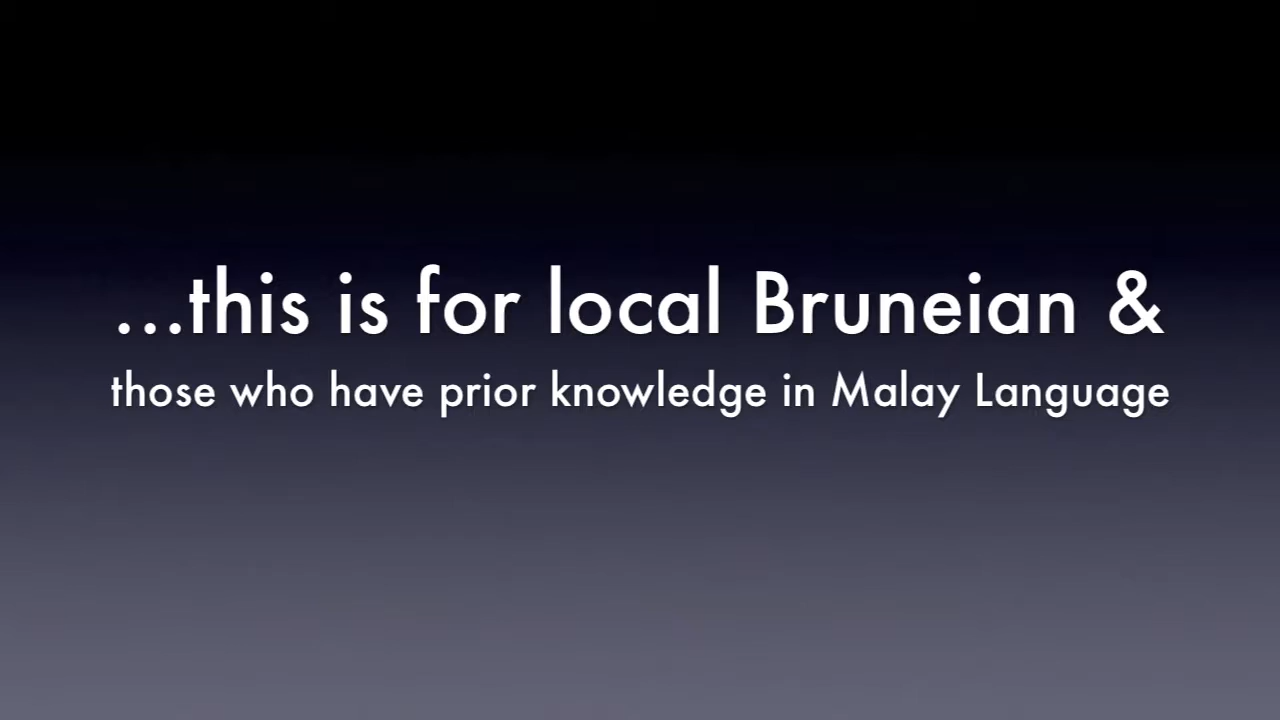 ...this is for local Bruneian &
those who have prior knowledge in Malay Language